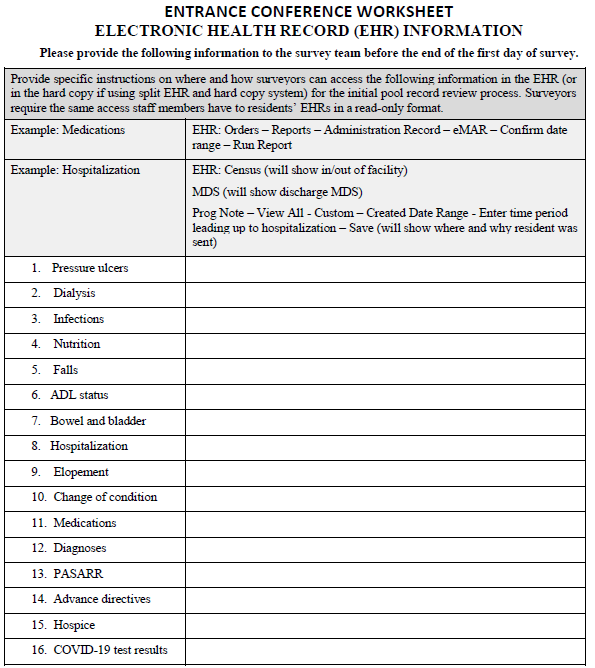 ENTRANCE CONFERENCE WORKSHEET
ELECTRONIC HEALTH RECORD (EHR) INFORMATION
Please provide the following information to the survey team before the end of the first day of survey.
Provide specific instructions on where and how surveyors can access the following information in the EHR (or
in the hard copy if using split EHR and hard copy system) for the initial pool record review process. Surveyors
require the same access staff members have to residents' EHRs in a read-only format.
Example: Medications
EHR: Orders – Reports – Administration Record – eMAR – Confirm date
range – Run Report
Example: Hospitalization
EHR: Census (will show in/out of facility)
MDS (will show discharge MDS)
Prog Note – View All - Custom – Created Date Range - Enter time period
leading up to hospitalization – Save (will show where and why resident was
sent)
1. Pressure ulcers
2. Dialysis
3. Infections
4. Nutrition
5. Falls
6. ADL status
7. Bowel and bladder
8. Hospitalization
9. Elopement
10. Change of condition
11. Medications
12. Diagnoses
13. PASARR
14. Advance directives
15. Hospice
16. COVID-19 test results